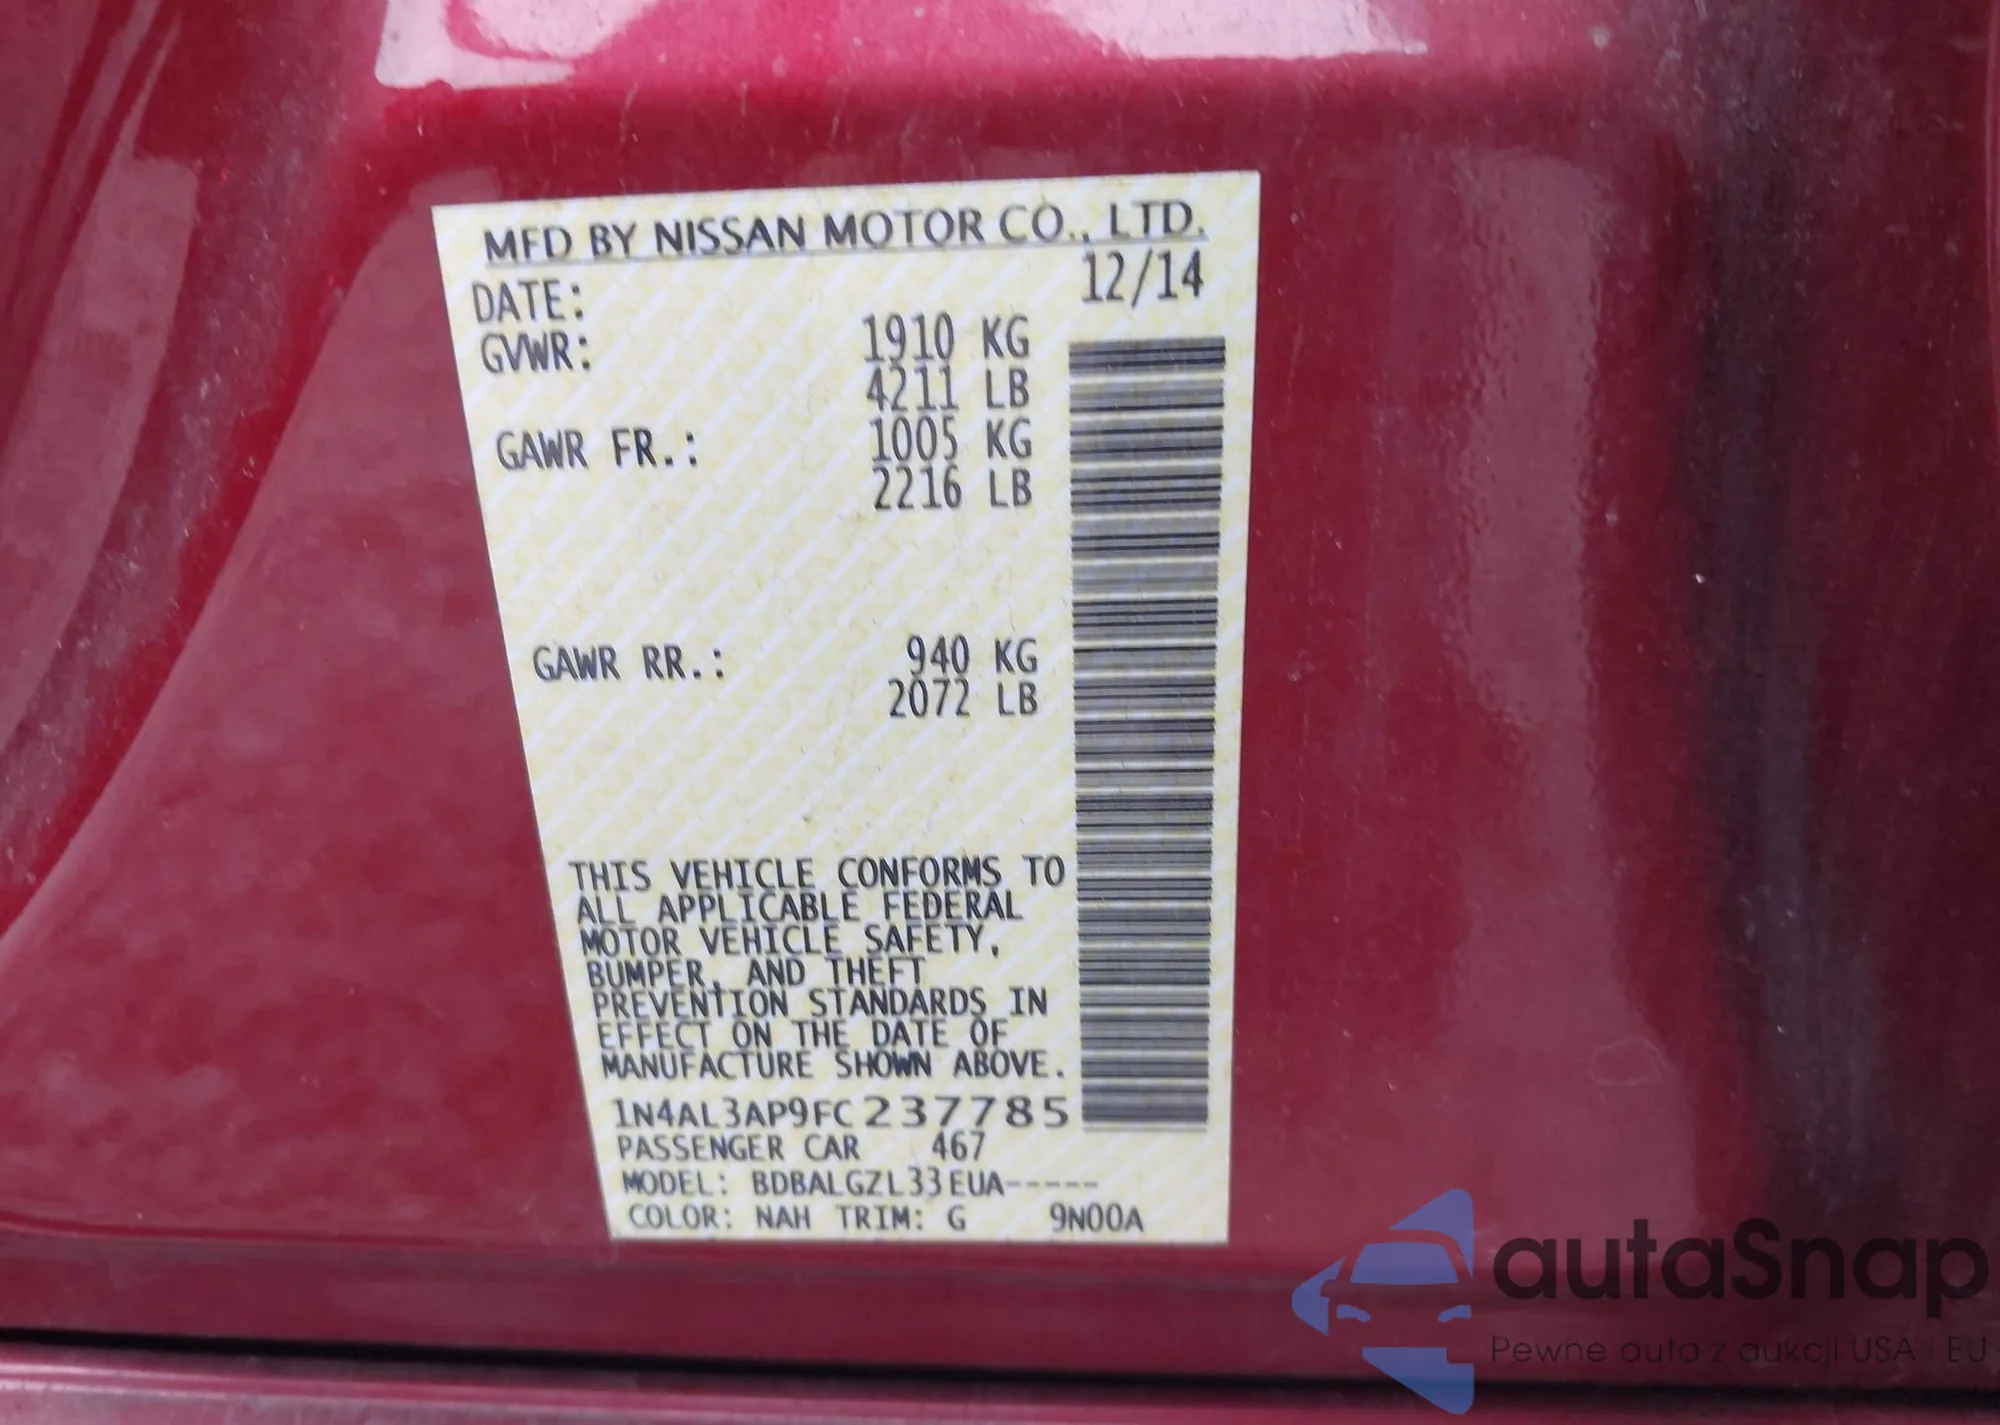 MFD BY NISSAN MOTOR CO., LTD.
DATE: 12/14
GVWR: 1910 KG
4211 LB
GAWR FR.: 1005 KG
2216 LB
GAWR RR.: 940 KG
2072 LB
THIS VEHICLE CONFORMS TO
ALL APPLICABLE FEDERAL
MOTOR VEHICLE SAFETY,
BUMPER, AND THEFT
PREVENTION STANDARDS IN
EFFECT ON THE DATE OF
MANUFACTURE SHOWN ABOVE.
1N4AL3AP9FC237785
PASSENGER CAR 467
MODEL: BDBALGZL33EUA-----
COLOR: NAH TRIM: G 9N00A
autaSnap
Pewne auta z aukcji USA i EU